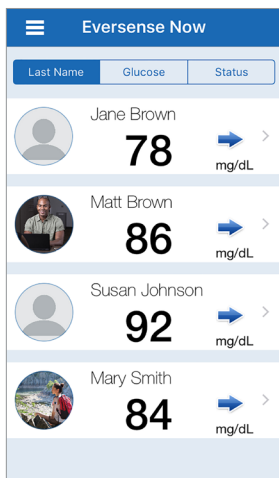 Eversense Now
Last Name Glucose Status
Jane Brown
78
mg/dL
Matt Brown
86
mg/dL
Susan Johnson
92
mg/dL
Mary Smith
84
mg/dL